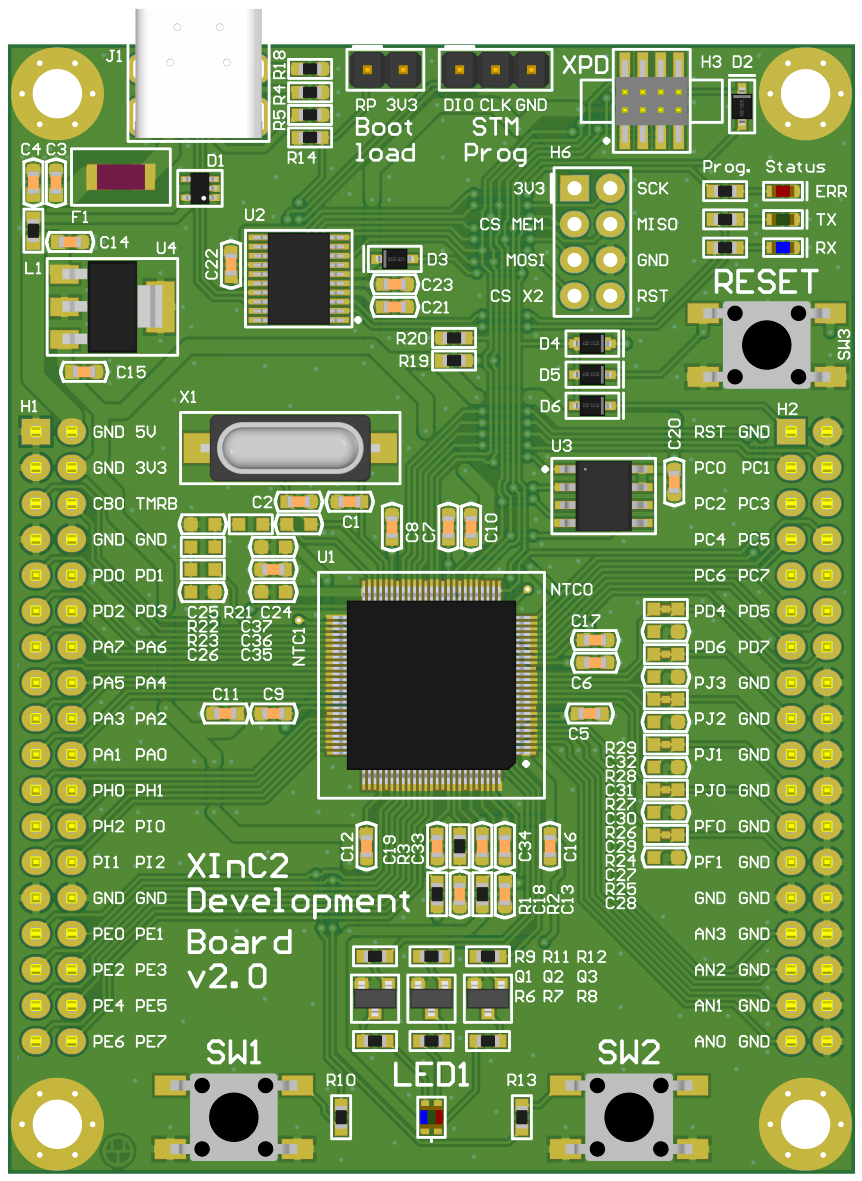 J1
R18
R4
R5
R14
RP 3V3
Boot
load
DIO CLK GND
STM
Prog
XPD
H3
D2
C4
C3
F1
D1
L1
C14
U4
C15
U2
C22
D3
C23
C21
R20
R19
H6
3V3 SCK
CS MEM MISO
MOSI GND
CS X2 RST
Prog. Status
ERR
TX
RX
RESET
SW3
D4
D5
D6
X1
U3
C20
H1
GND 5V
GND 3V3
CB0 TMRB
GND GND
PD0 PD1
PD2 PD3
PA7 PA6
PA5 PA4
PA3 PA2
PA1 PA0
PH0 PH1
PH2 PI0
PI1 PI2
GND GND
PE0 PE1
PE2 PE3
PE4 PE5
PE6 PE7
H2
RST GND
PC0 PC1
PC2 PC3
PC4 PC5
PC6 PC7
PD4 PD5
PD6 PD7
PJ3 GND
PJ2 GND
PJ1 GND
PJ0 GND
PF0 GND
PF1 GND
GND GND
AN3 GND
AN2 GND
AN1 GND
AN0 GND
C2
C1
C8
C7
C10
U1
NTC0
NTC1
C25 R21 C24
R22 C37
R23 C36
C26 C35
C17
C6
C5
C11
C9
R29
C32
R28
C31
R27
C30
R26
C29
R24
C27
R25
C28
C12
C19
R3
C33
C34
C16
R1
C18
R2
C13
XInC2
Development
Board
v2.0
R9 R11 R12
Q1 Q2 Q3
R6 R7 R8
SW1
R10
LED1
R13
SW2